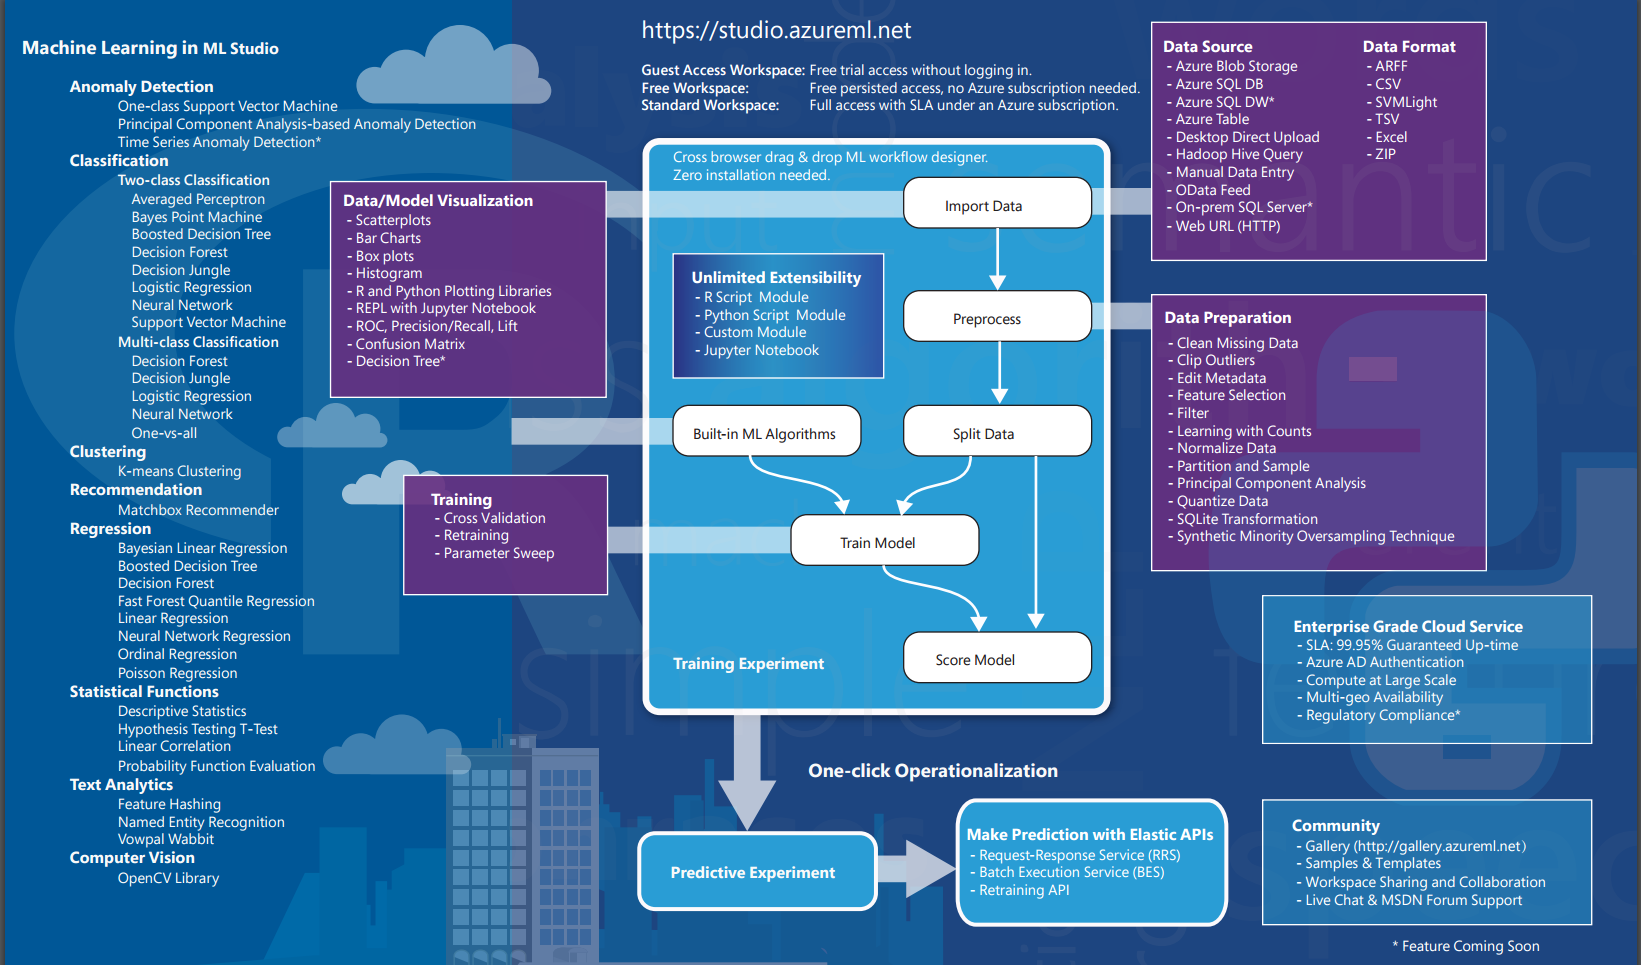 Machine Learning in ML Studio
Anomaly Detection
One-class Support Vector Machine
Principal Component Analysis-based Anomaly Detection
Time Series Anomaly Detection*
Classification
Two-class Classification
Averaged Perceptron
Bayes Point Machine
Boosted Decision Tree
Decision Forest
Decision Jungle
Logistic Regression
Neural Network
Support Vector Machine
Multi-class Classification
Decision Forest
Decision Jungle
Logistic Regression
Neural Network
One-vs-all
Clustering
K-means Clustering
Recommendation
Matchbox Recommender
Regression
Bayesian Linear Regression
Boosted Decision Tree
Decision Forest
Fast Forest Quantile Regression
Linear Regression
Neural Network Regression
Ordinal Regression
Poisson Regression
Statistical Functions
Descriptive Statistics
Hypothesis Testing T-Test
Linear Correlation
Probability Function Evaluation
Text Analytics
Feature Hashing
Named Entity Recognition
Vowpal Wabbit
Computer Vision
OpenCV Library
Data/Model Visualization
- Scatterplots
- Bar Charts
- Box plots
- Histogram
- R and Python Plotting Libraries
- REPL with Jupyter Notebook
- ROC, Precision/Recall, Lift
- Confusion Matrix
- Decision Tree*
Training
- Cross Validation
- Retraining
- Parameter Sweep
https://studio.azureml.net
Guest Access Workspace: Free trial access without logging in.
Free Workspace: Free persisted access, no Azure subscription needed.
Standard Workspace: Full access with SLA under an Azure subscription.
Cross browser drag & drop ML workflow designer.
Zero installation needed.
Import Data
Unlimited Extensibility
- R Script Module
- Python Script Module
- Custom Module
- Jupyter Notebook
Preprocess
Built-in ML Algorithms
Split Data
Train Model
Score Model
Training Experiment
One-click Operationalization
Predictive Experiment
Make Prediction with Elastic APIs
- Request-Response Service (RRS)
- Batch Execution Service (BES)
- Retraining API
Data Source
- Azure Blob Storage
- Azure SQL DB
- Azure SQL DW*
- Azure Table
- Desktop Direct Upload
- Hadoop Hive Query
- Manual Data Entry
- OData Feed
- On-prem SQL Server*
- Web URL (HTTP)
Data Format
- ARFF
- CSV
- SVMLight
- TSV
- Excel
- ZIP
Data Preparation
- Clean Missing Data
- Clip Outliers
- Edit Metadata
- Feature Selection
- Filter
- Learning with Counts
- Normalize Data
- Partition and Sample
- Principal Component Analysis
- Quantize Data
- SQLite Transformation
- Synthetic Minority Oversampling Technique
Enterprise Grade Cloud Service
- SLA: 99.95% Guaranteed Up-time
- Azure AD Authentication
- Compute at Large Scale
- Multi-geo Availability
- Regulatory Compliance*
Community
- Gallery (http://gallery.azureml.net)
- Samples & Templates
- Workspace Sharing and Collaboration
- Live Chat & MSDN Forum Support
* Feature Coming Soon
semantic
simple